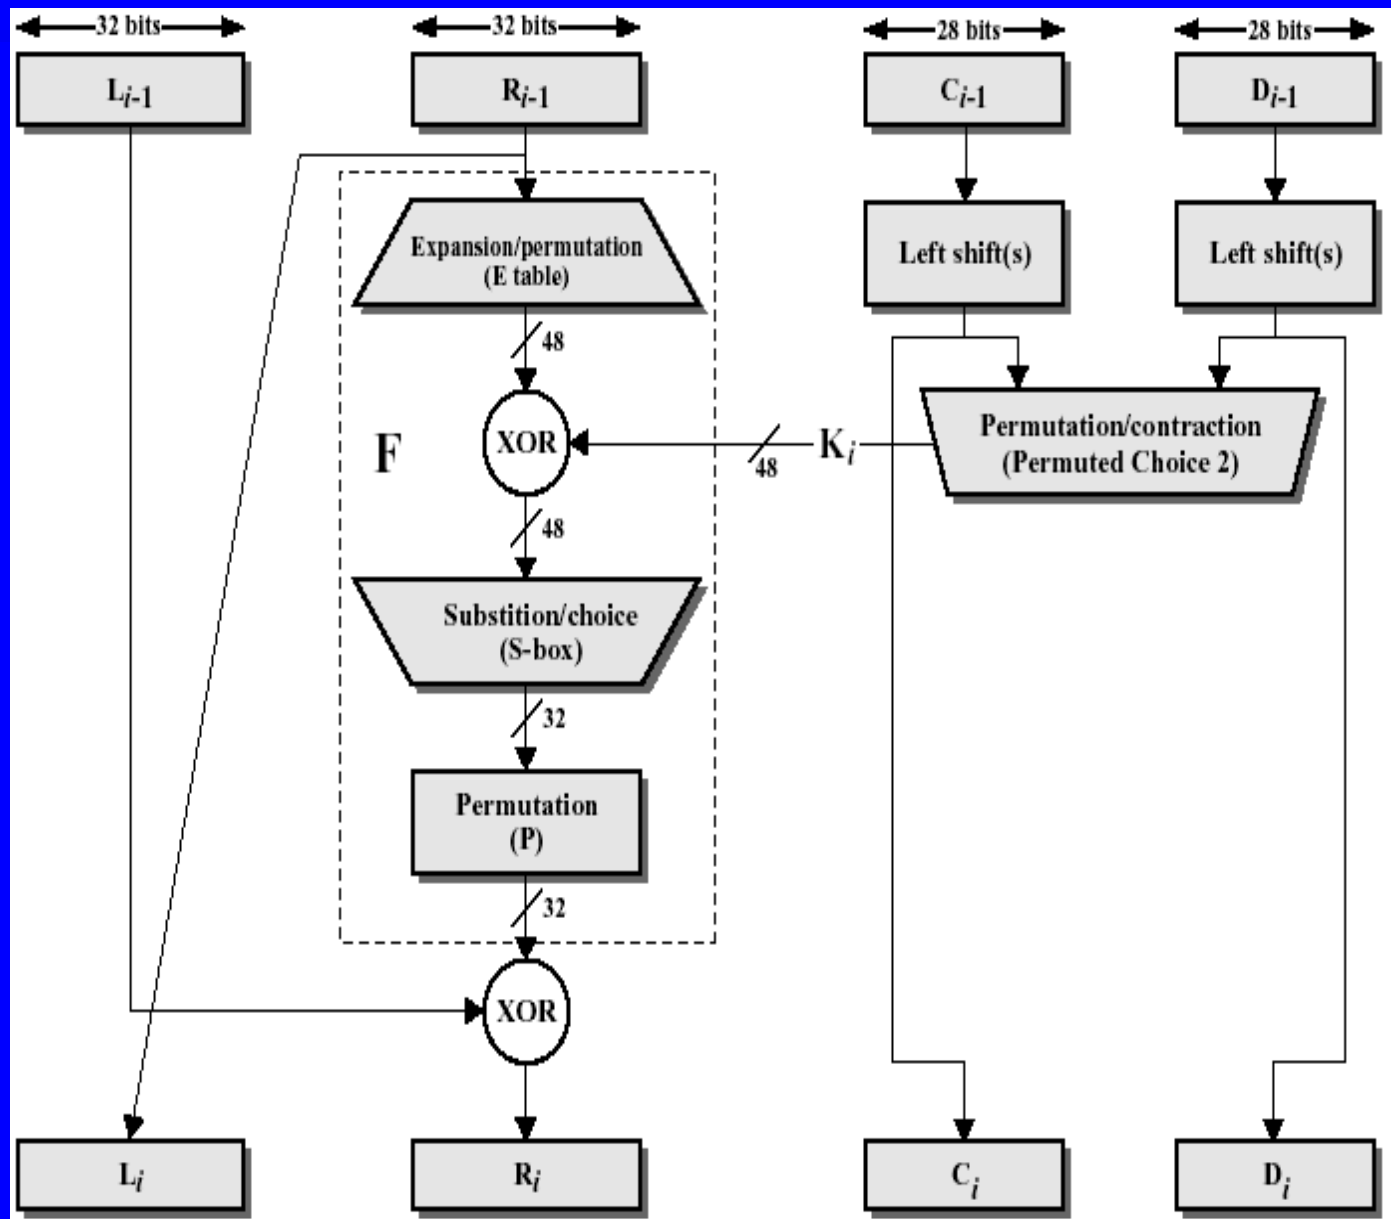 32 bits
32 bits
28 bits
28 bits
Li-1
Ri-1
Ci-1
Di-1
Expansion/permutation
(E table)
Left shift(s)
Left shift(s)
48
F
XOR
48
Ki
Permutation/contraction
(Permuted Choice 2)
48
Substition/choice
(S-box)
32
Permutation
(P)
32
XOR
Li
Ri
Ci
Di